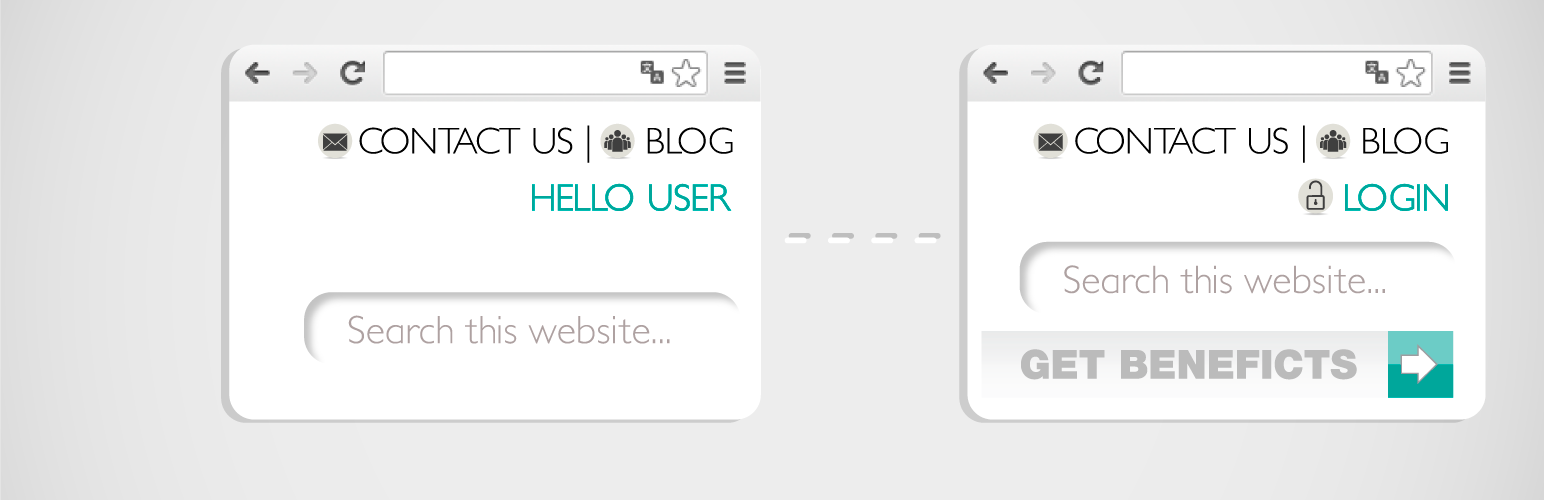 CONTACT US | BLOG
HELLO USER
Search this website...
CONTACT US | BLOG
LOGIN
Search this website...
GET BENEFICTS